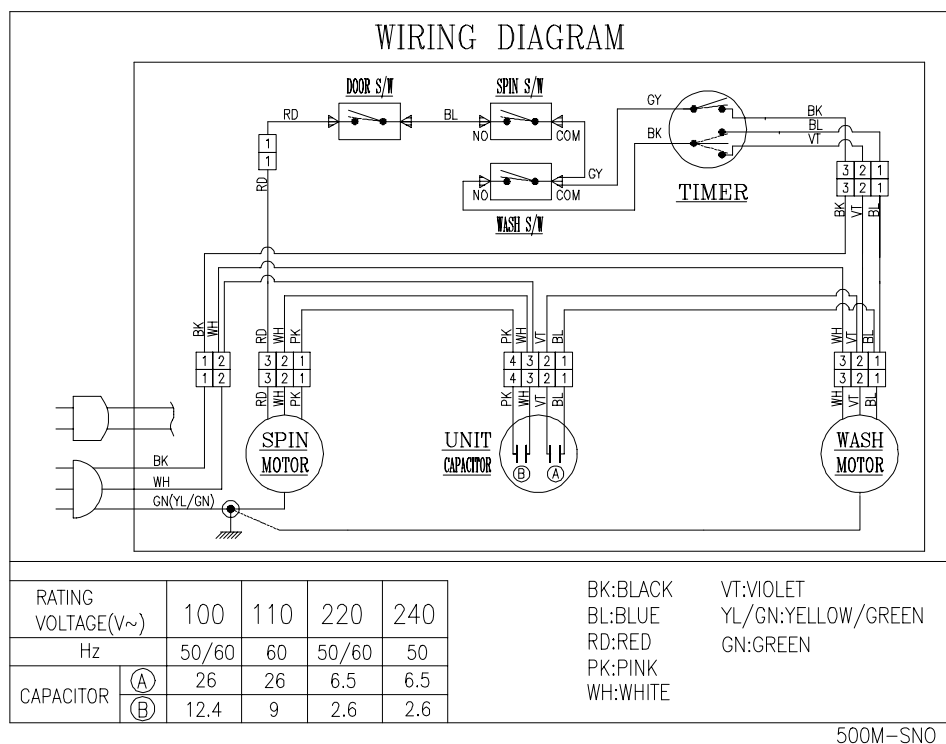 WIRING DIAGRAM
DOOR S/W
SPIN S/W
RD
BL
NO
COM
GY
BK
BK
BL
VT
1
1
RD
GY
NO
COM
WASH S/W
TIMER
3 2 1
3 2 1
BK
VT
BL
BK
WH
RD
WH
PK
PK
WH
VT
BL
WH
VT
BL
1 2
1 2
3 2 1
3 2 1
4 3 2 1
4 3 2 1
3 2 1
3 2 1
RD
WH
PK
PK
WH
VT
BL
WH
VT
BL
SPIN
MOTOR
UNIT
CAPACITOR
B
A
WASH
MOTOR
BK
WH
GN(YL/GN)
RATING
VOLTAGE(V~) 100 110 220 240
Hz 50/60 60 50/60 50
CAPACITOR
A 26 26 6.5 6.5
B 12.4 9 2.6 2.6
BK:BLACK
BL:BLUE
RD:RED
PK:PINK
WH:WHITE
VT:VIOLET
YL/GN:YELLOW/GREEN
GN:GREEN
500M-SNO